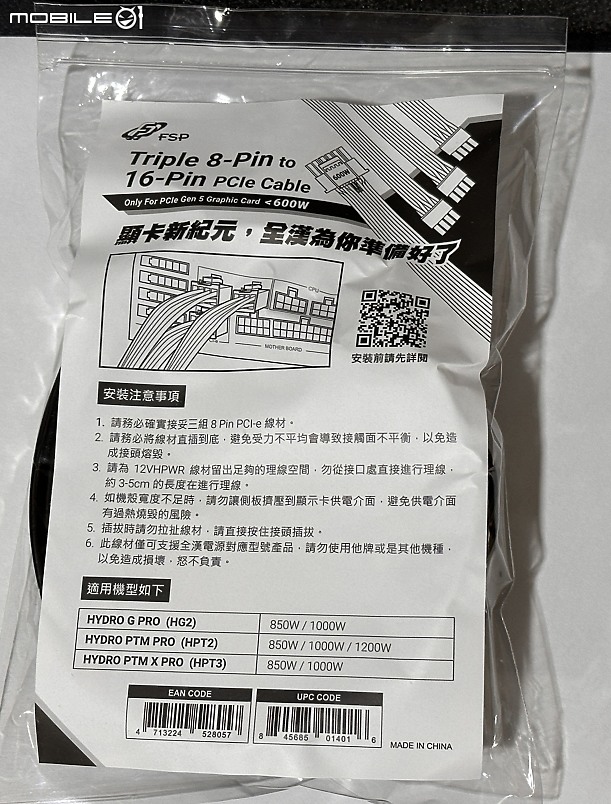 MOBILE01
FSP
Triple 8-Pin to
16-Pin PCIe Cable
600W
Only For PCIe Gen 5 Graphic Card <600W
顯卡新紀元，全漢為你準備好了
CPU
MOTHER BOARD
安裝前請先詳閱
安裝注意事項
1. 請務必確實接妥三組 8 Pin PCI-e 線材。
2. 請務必將線材直插到底，避免受力不平均會導致接觸面不平衡，以免造
成接頭熔毀。
3. 請為 12VHPWR 線材留出足夠的理線空間，勿從接口處直接進行理線，
約 3-5cm 的長度在進行理線。
4. 如機殼寬度不足時，請勿讓側板擠壓到顯示卡供電介面，避免供電介面
有過熱燒毀的風險。
5. 插拔時請勿拉扯線材，請直接按住接頭插拔。
6. 此線材僅可支援全漢電源對應型號產品，請勿使用他牌或是其他機種，
以免造成損壞，恕不負責。
適用機型如下
HYDRO G PRO (HG2) 850W / 1000W
HYDRO PTM PRO (HPT2) 850W / 1000W / 1200W
HYDRO PTM X PRO (HPT3) 850W / 1000W
EAN CODE UPC CODE
4 713224 528057 8 45685 01401 6
MADE IN CHINA